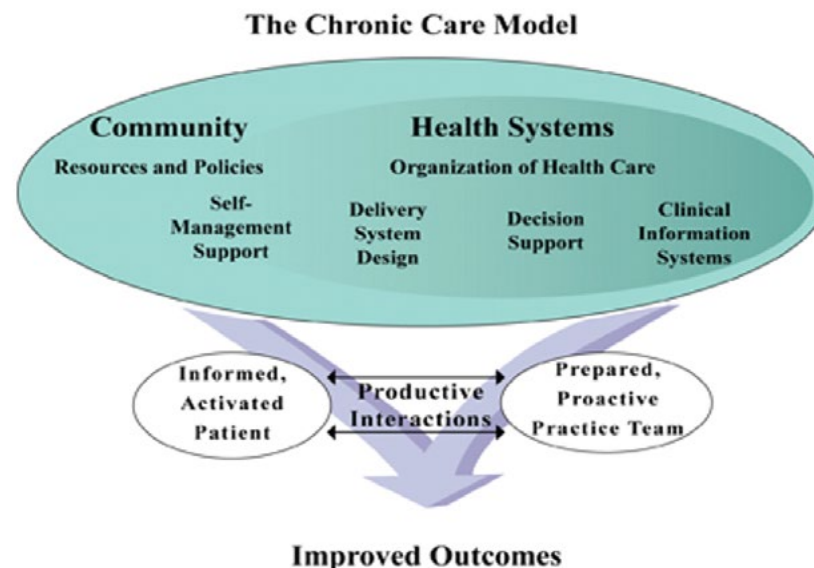 The Chronic Care Model
Community
Health Systems
Resources and Policies
Organization of Health Care
Self-
Management
Support
Delivery
System
Design
Decision
Support
Clinical
Information
Systems
Informed,
Activated
Patient
Productive
Interactions
Prepared,
Proactive
Practice Team
Improved Outcomes